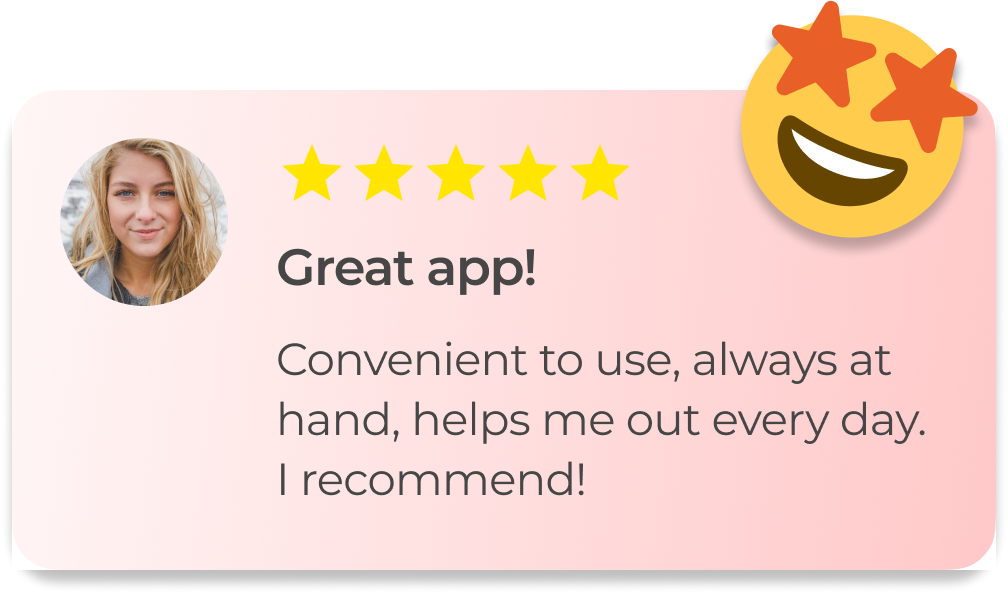 Great app!
Convenient to use, always at
hand, helps me out every day.
I recommend!